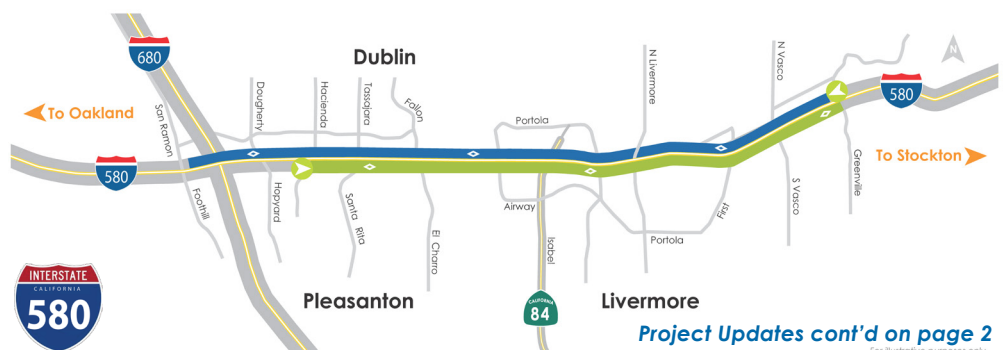 680
Dublin
To Oakland
San Ramon
Dougherty
Hacienda
Tassajara
Fallon
Portola
N Livermore
N Vasco
N
580
580
To Stockton
Foothill
Hopyard
Santa Rita
El Charro
Airway
Isabel
Portola
First
S Vasco
Greenville
INTERSTATE
CALIFORNIA
580
Pleasanton
CALIFORNIA
84
Livermore
Project Updates cont'd on page 2